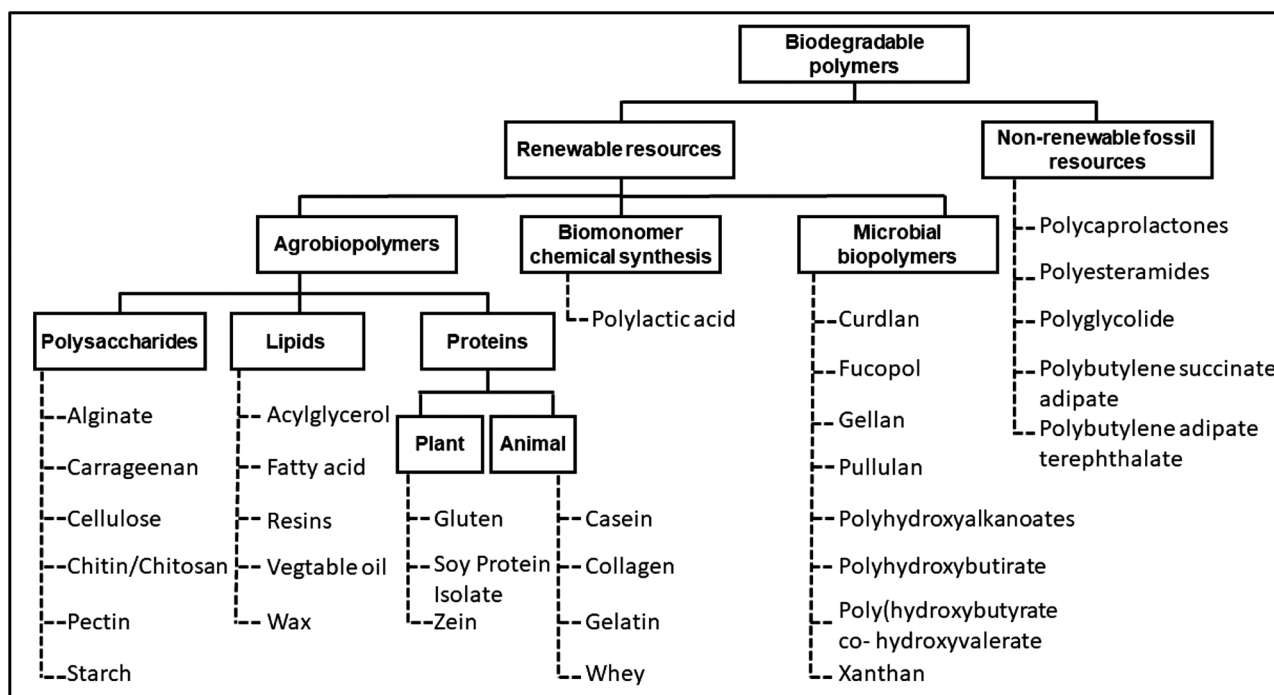 Biodegradable
polymers
Renewable resources
Non-renewable fossil
resources
Agrobiopolymers
Biomonomer
chemical synthesis
Microbial
biopolymers
Polysaccharides
Lipids
Proteins
Plant
Animal
Alginate
Carrageenan
Cellulose
Chitin/Chitosan
Pectin
Starch
Acylglycerol
Fatty acid
Resins
Vegtable oil
Wax
Gluten
Soy Protein
Isolate
Zein
Casein
Collagen
Gelatin
Whey
Polylactic acid
Curdlan
Fucopol
Gellan
Pullulan
Polyhydroxyalkanoates
Polyhydroxybutirate
Poly(hydroxybutyrate
co- hydroxyvalerate
Xanthan
Polycaprolactones
Polyesteramides
Polyglycolide
Polybutylene succinate
adipate
Polybutylene adipate
terephthalate